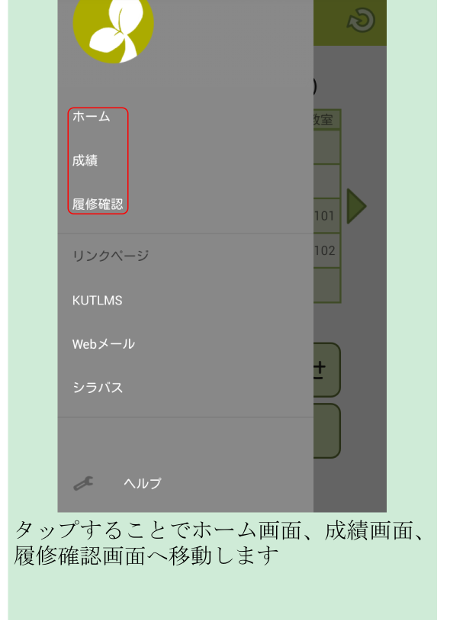 )
ホーム
教室
成績
履修確認
101
リンクページ
102
KUTLMS
Webメール
シラバス
ヘルプ
タップすることでホーム画面、成績画面、
履修確認画面へ移動します